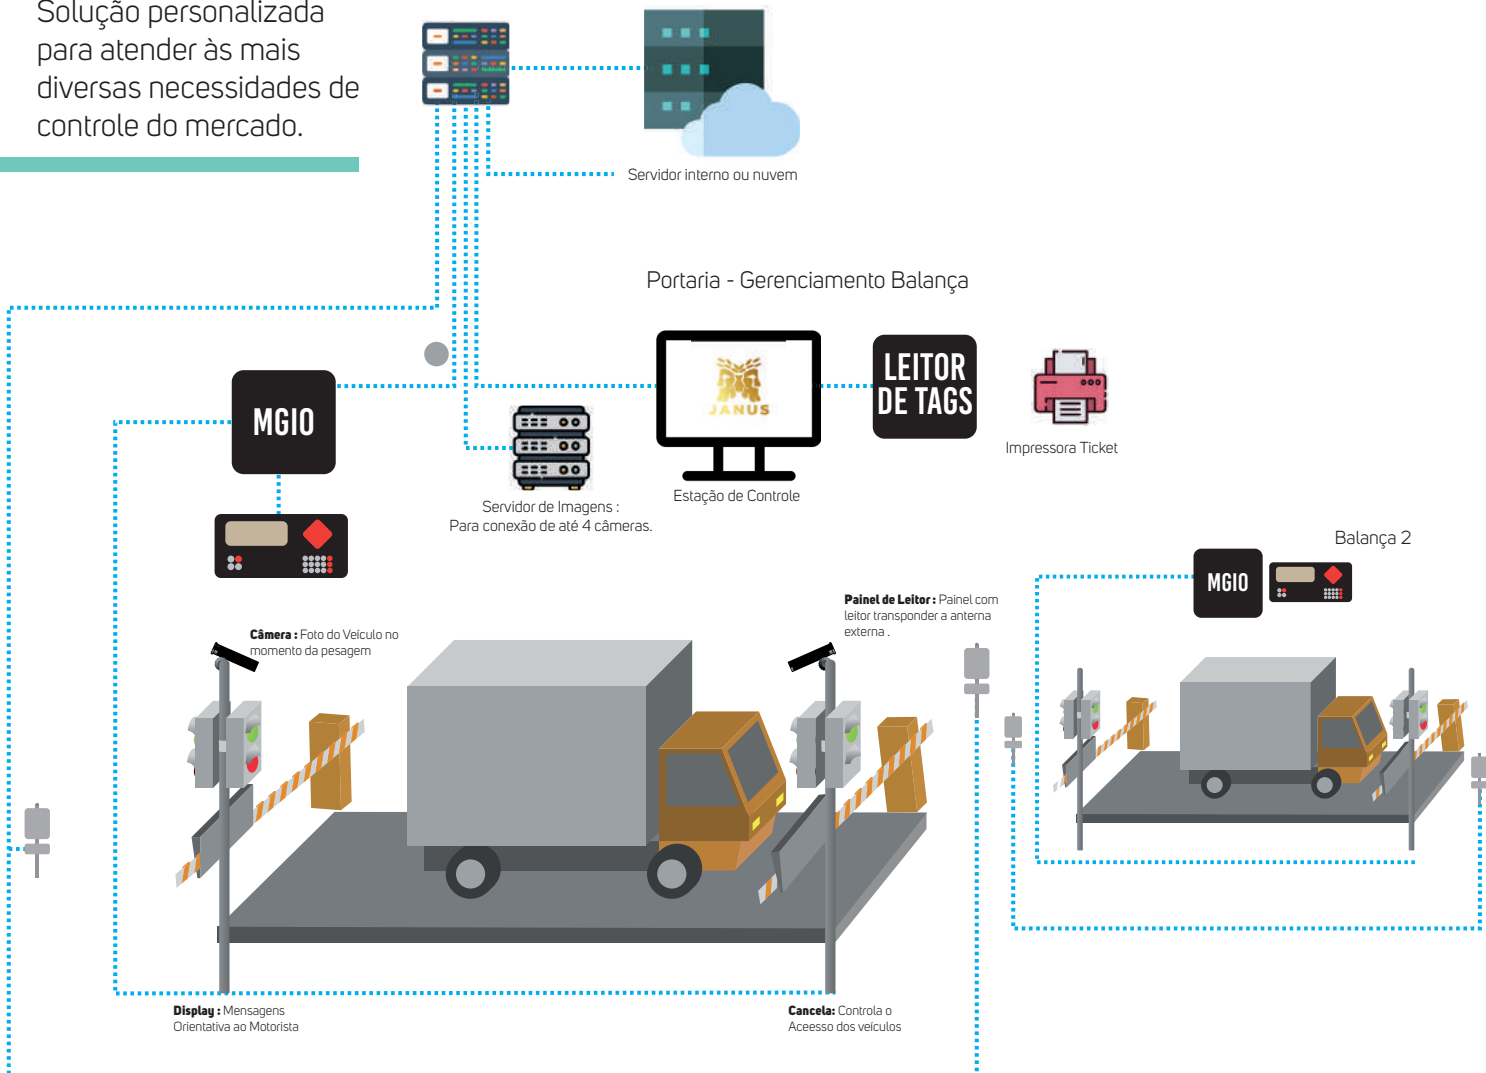 Solução personalizada
para atender às mais
diversas necessidades de
controle do mercado.
Servidor interno ou nuvem
Portaria - Gerenciamento Balança
MGIO
JANUS
LEITOR
DE TAGS
Impressora Ticket
Estação de Controle
Servidor de Imagens :
Para conexão de até 4 câmeras.
Balança 2
MGIO
Painel de Leitor : Painel com
leitor transponder a anterna
externa .
Câmera : Foto do Veículo no
momento da pesagem
Display : Mensagens
Orientativa ao Motorista
Cancela: Controla o
Aceesso dos veículos